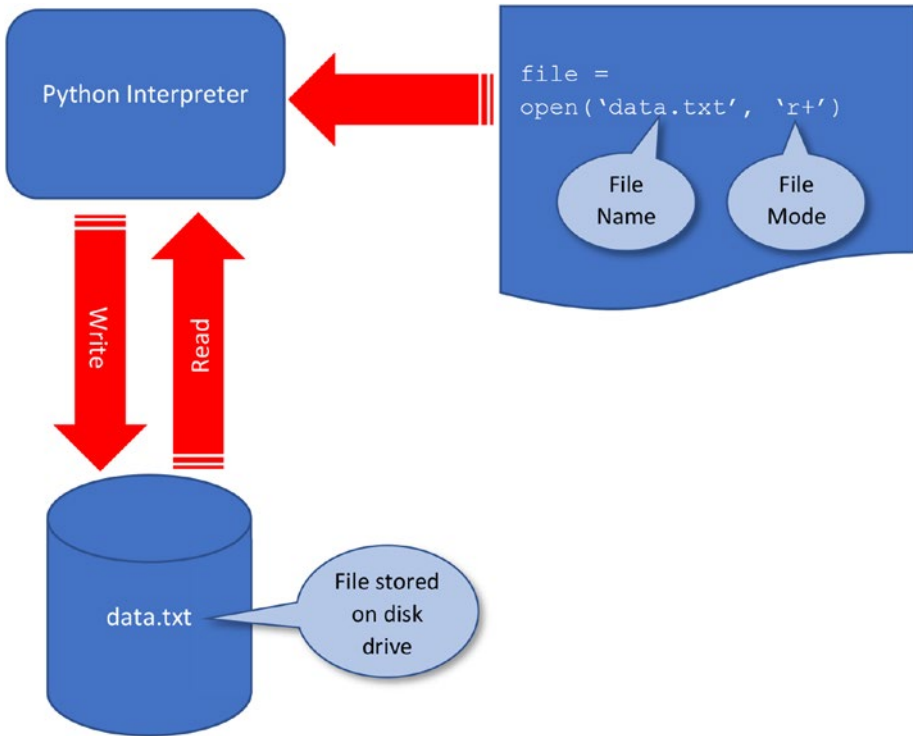 Python Interpreter
file =
open(‘data.txt’, ‘r+’)
File
Name
File
Mode
Write
Read
data.txt
File stored
on disk
drive